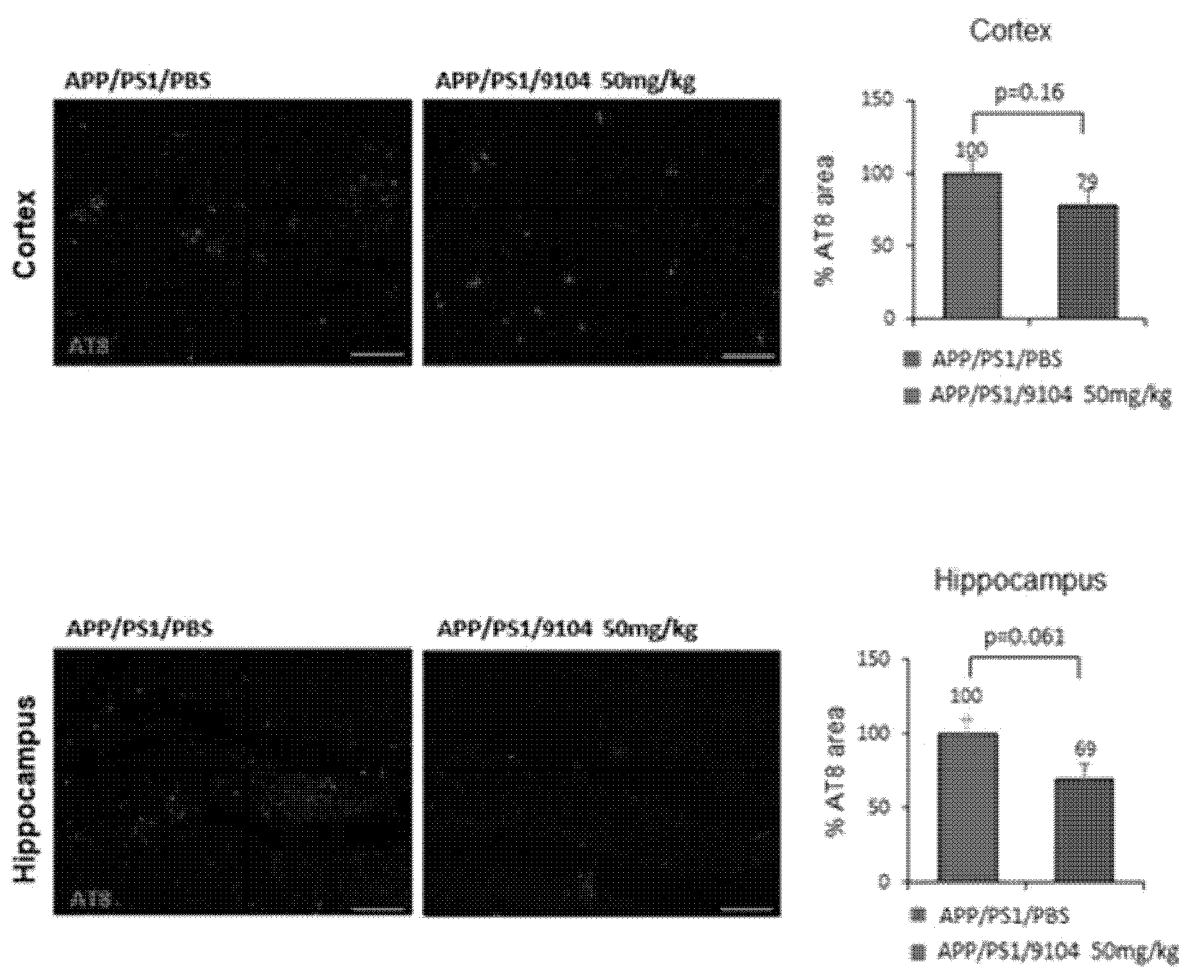 Cortex
APP/PS1/PBS
APP/PS1/9104 50mg/kg
Cortex
AT8
% AT8 area
150
100
50
0
p=0.16
100
79
APP/PS1/PBS
APP/PS1/9104 50mg/kg
Hippocampus
APP/PS1/PBS
APP/PS1/9104 50mg/kg
Hippocampus
AT8
% AT8 area
150
100
50
0
p=0.061
100
69
APP/PS1/PBS
APP/PS1/9104 50mg/kg